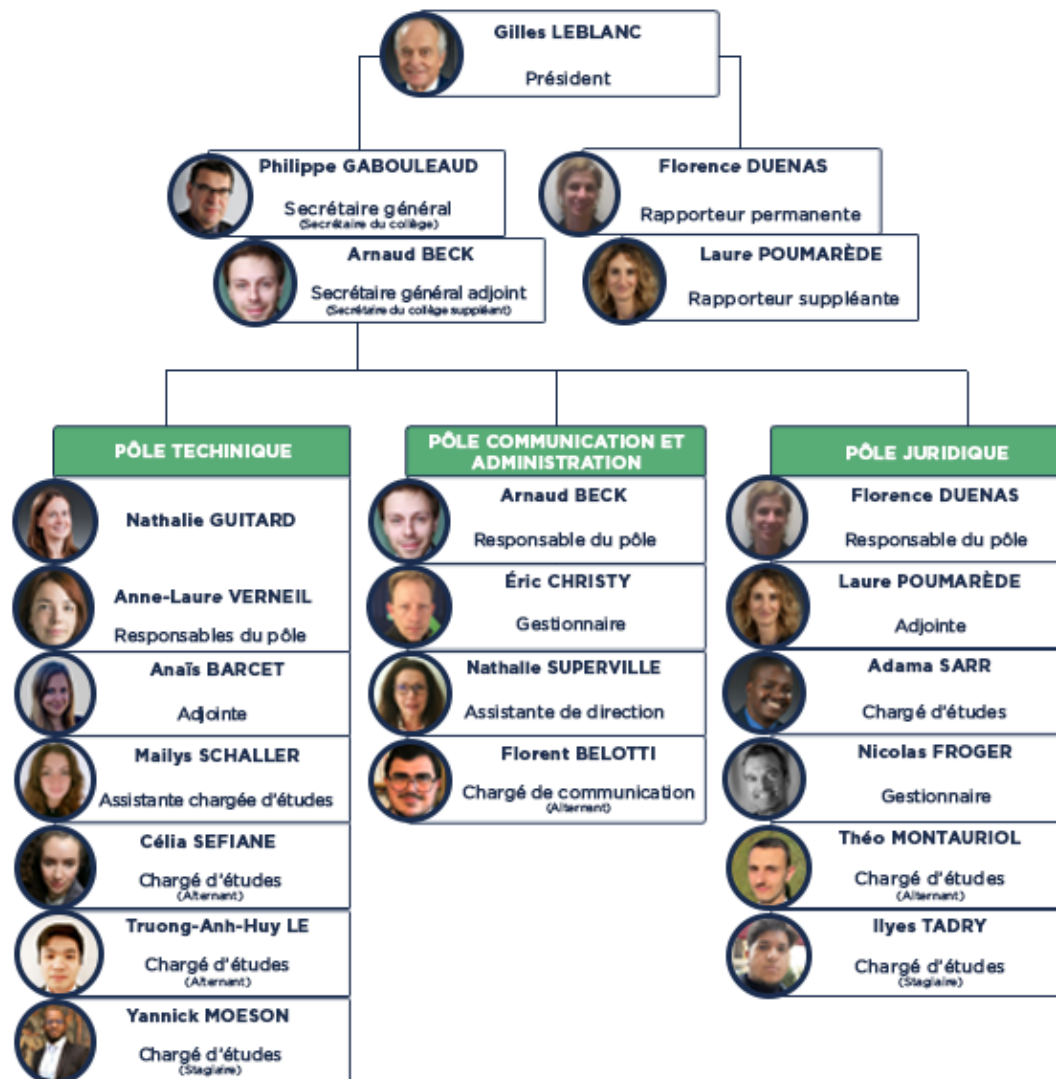 Gilles LEBLANC
Président
Philippe GABOULEAUD
Secrétaire général
(Secrétaire du collège)
Arnaud BECK
Secrétaire général adjoint
(Secrétaire du collège suppléant)
Florence DUENAS
Rapporteur permanente
Laure POUMARÈDE
Rapporteur suppléante
PÔLE TECHINIQUE
Nathalie GUITARD
Anne-Laure VERNEIL
Responsables du pôle
Anaïs BARCET
Adjointe
Mailys SCHALLER
Assistante chargée d'études
Célia SEFIANE
Chargé d'études
(Alternant)
Truong-Anh-Huy LE
Chargé d'études
(Alternant)
Yannick MOESON
Chargé d'études
(Stagiaire)
PÔLE COMMUNICATION ET
ADMINISTRATION
Arnaud BECK
Responsable du pôle
Éric CHRISTY
Gestionnaire
Nathalie SUPERVILLE
Assistante de direction
Florent BELOTTI
Chargé de communication
(Alternant)
PÔLE JURIDIQUE
Florence DUENAS
Responsable du pôle
Laure POUMARÈDE
Adjointe
Adama SARR
Chargé d'études
Nicolas FROGER
Gestionnaire
Théo MONTAURIOL
Chargé d'études
(Alternant)
Ilyes TADRY
Chargé d'études
(Stagiaire)